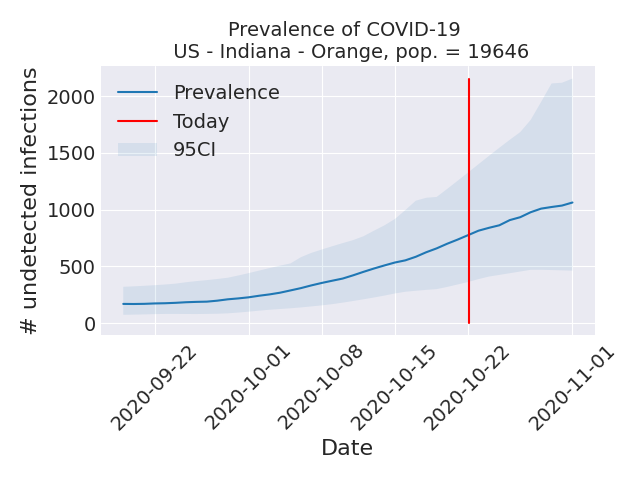 Prevalence of COVID-19
US - Indiana - Orange, pop. = 19646
# undetected infections
2000
1500
1000
500
0
Prevalence
Today
95CI
2020-09-22
2020-10-01
2020-10-08
2020-10-15
2020-10-22
2020-11-01
Date